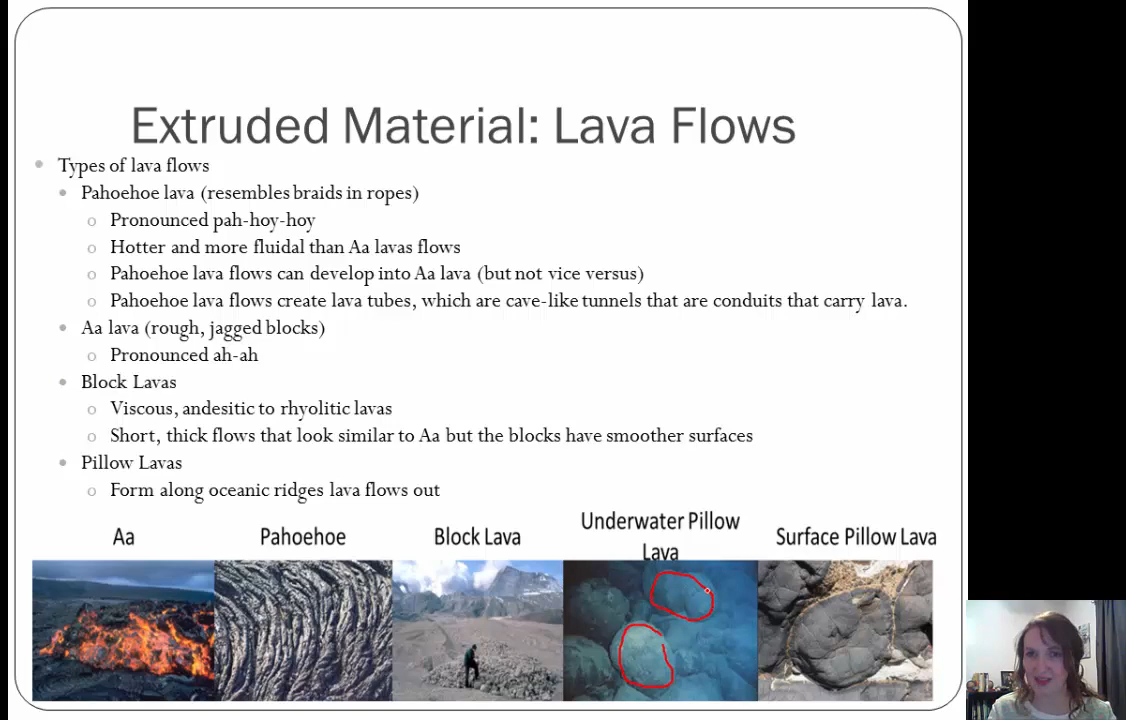 Extruded Material: Lava Flows
Types of lava flows
Pahoehoe lava (resembles braids in ropes)
Pronounced pah-hoy-hoy
Hotter and more fluidal than Aa lavas flows
Pahoehoe lava flows can develop into Aa lava (but not vice versus)
Pahoehoe lava flows create lava tubes, which are cave-like tunnels that are conduits that carry lava.
Aa lava (rough, jagged blocks)
Pronounced ah-ah
Block Lavas
Viscous, andesitic to rhyolitic lavas
Short, thick flows that look similar to Aa but the blocks have smoother surfaces
Pillow Lavas
Form along oceanic ridges lava flows out
Aa
Pahoehoe
Block Lava
Underwater Pillow
Lava
Surface Pillow Lava